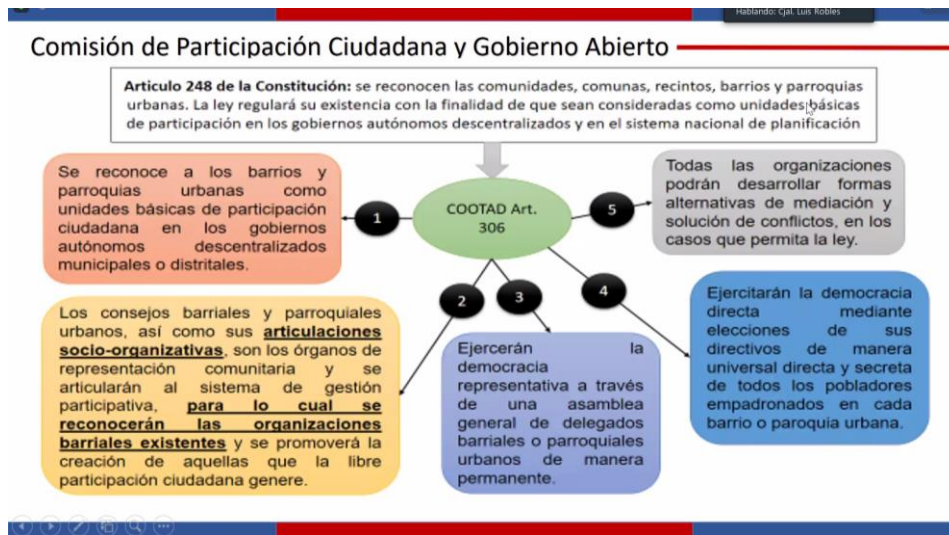 Hablando: Cjal. Luis Robles
Comisión de Participación Ciudadana y Gobierno Abierto
Articulo 248 de la Constitución: se reconocen las comunidades, comunas, recintos, barrios y parroquias
urbanas. La ley regulará su existencia con la finalidad de que sean consideradas como unidades básicas
de participación en los gobiernos autónomos descentralizados y en el sistema nacional de planificación
COOTAD Art.
306
1
Se reconoce a los barrios y
parroquias urbanas como
unidades básicas de participación
ciudadana en los gobiernos
autónomos descentralizados
municipales o distritales.
2
Los consejos barriales y parroquiales
urbanos, así como sus articulaciones
socio-organizativas, son los órganos de
representación comunitaria y se
articularán al sistema de gestión
participativa, para lo cual se
reconocerán las organizaciones
barriales existentes y se promoverá la
creación de aquellas que la libre
participación ciudadana genere.
3
Ejercerán la
democracia
representativa a través
de una asamblea
general de delegados
barriales o parroquiales
urbanos de manera
permanente.
4
Ejercitarán la democracia
directa mediante
elecciones de sus
directivos de manera
universal directa y secreta
de todos los pobladores
empadronados en cada
barrio o paroquia urbana.
5
Todas las organizaciones
podrán desarrollar formas
alternativas de mediación y
solución de conflictos, en los
casos que permita la ley.